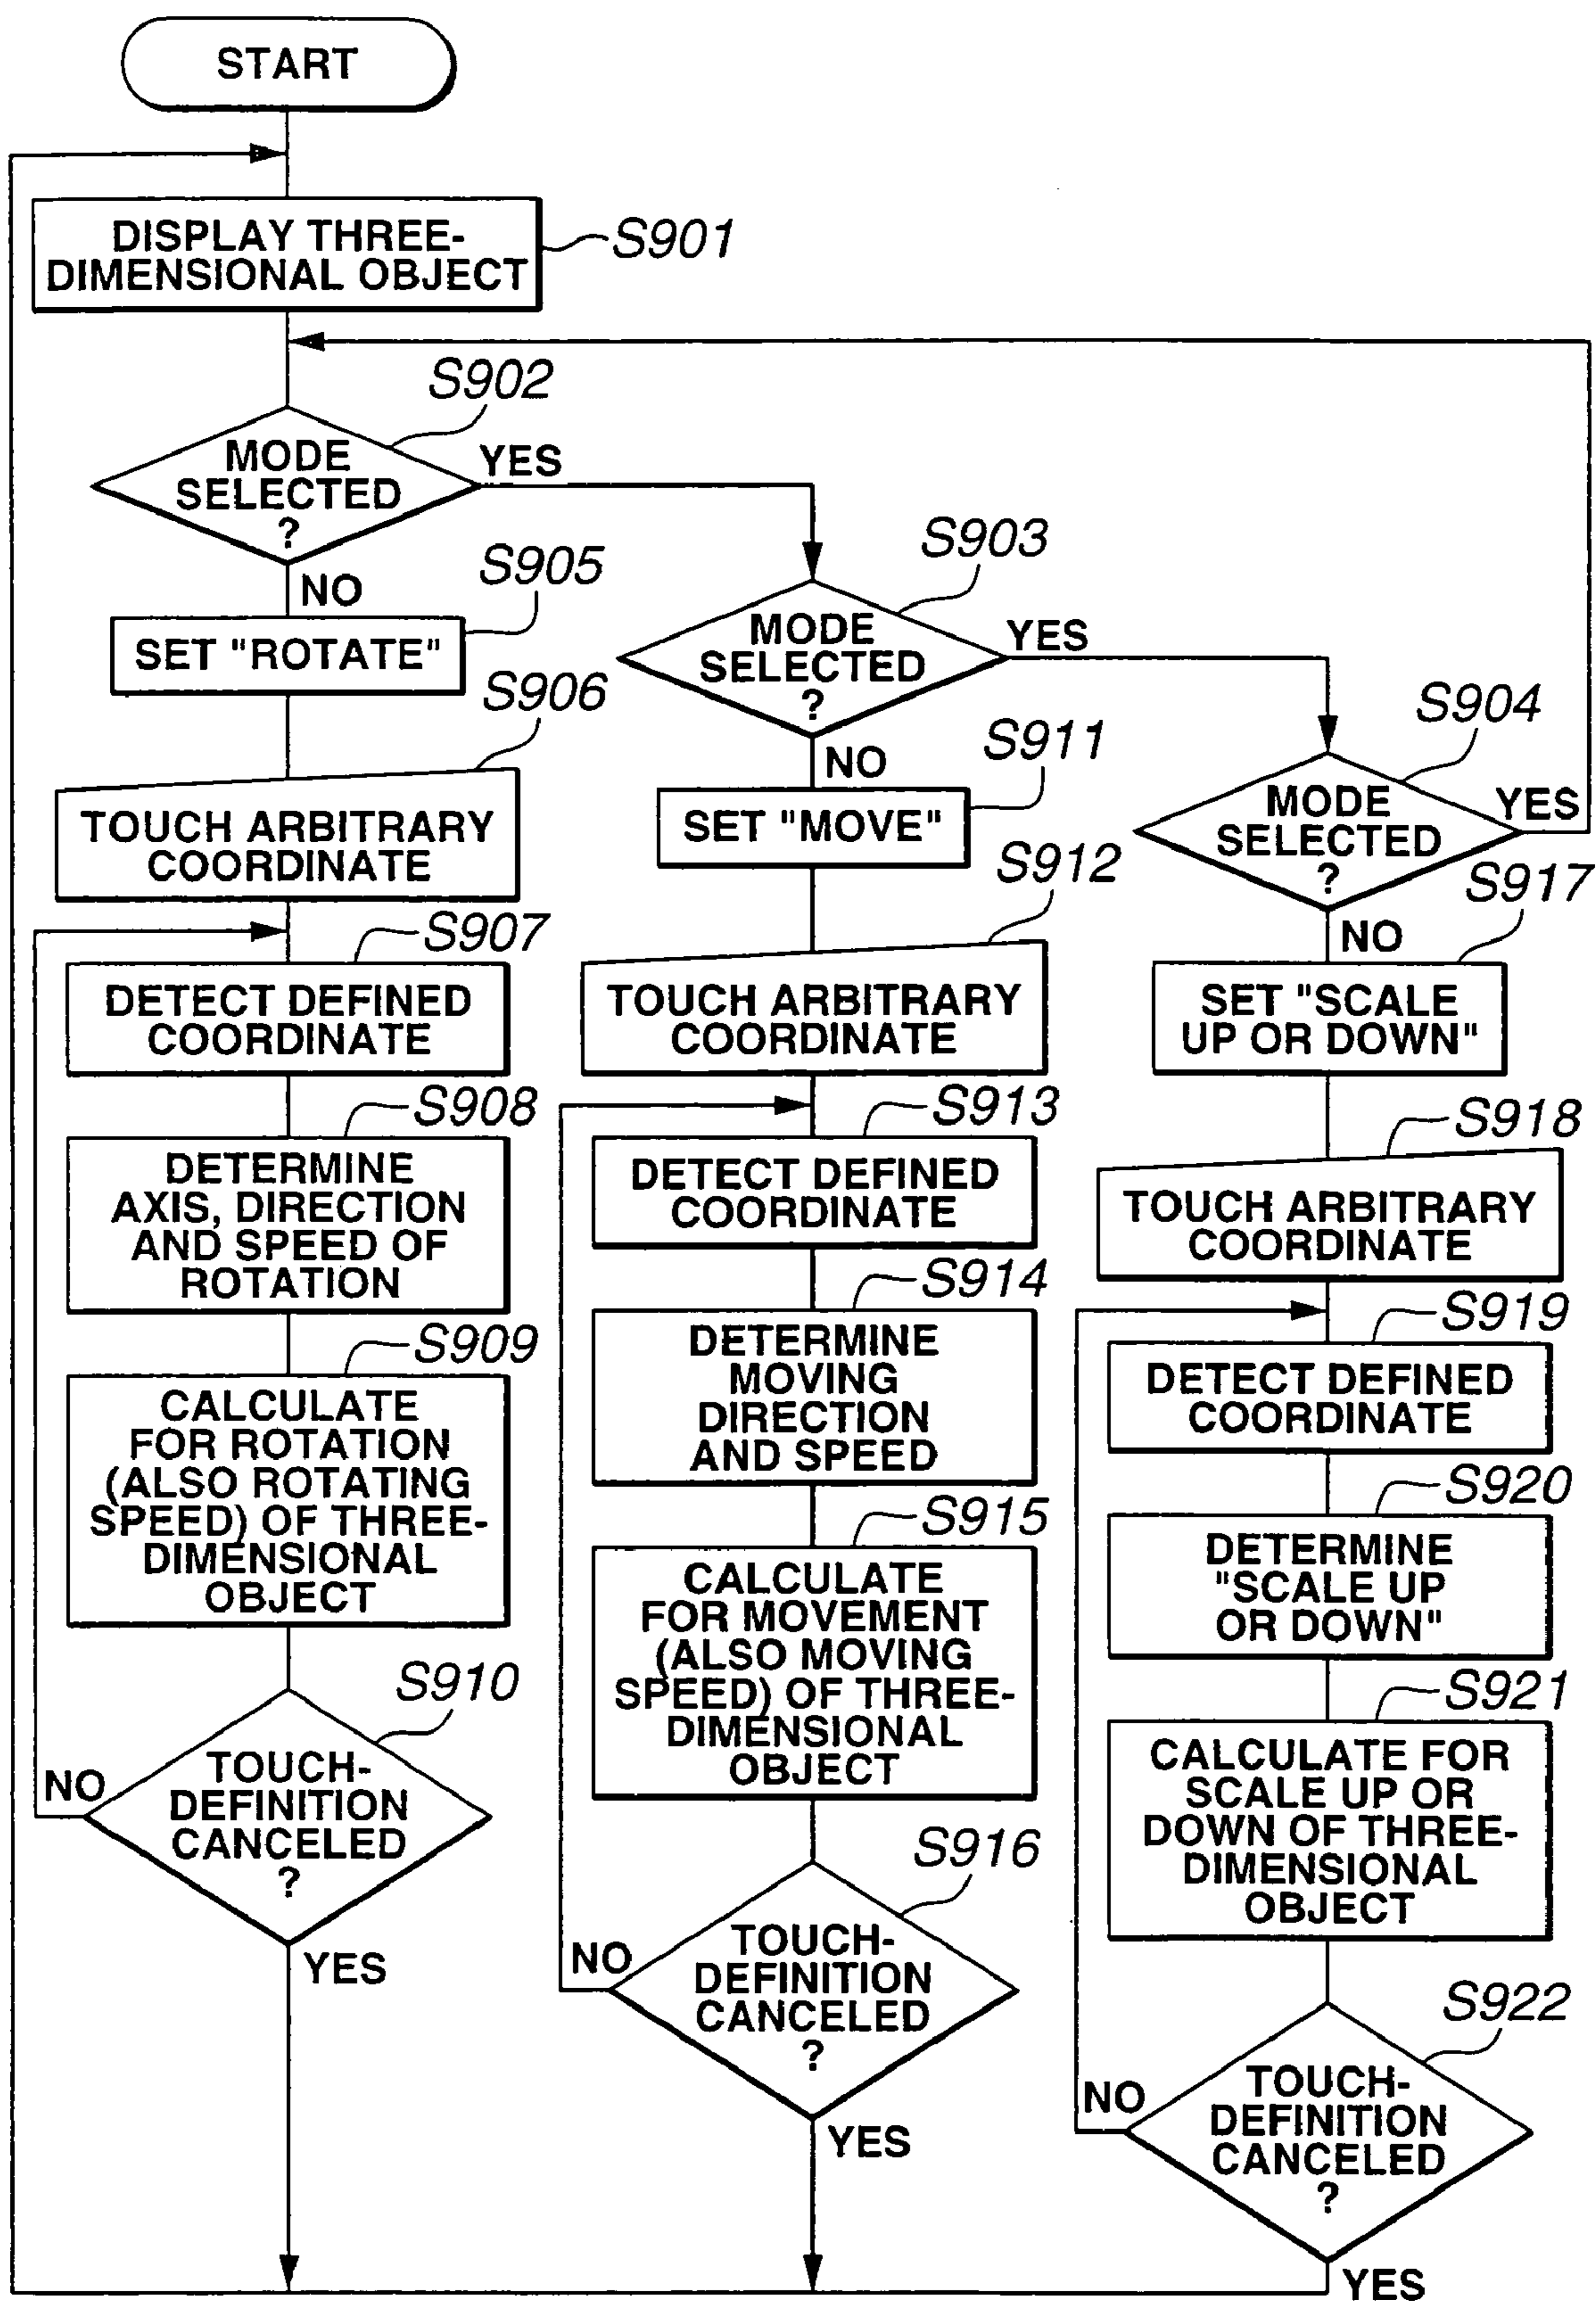 START
DISPLAY THREE-
DIMENSIONAL OBJECT
S901
S902
MODE
SELECTED
?
YES
NO
S905
SET "ROTATE"
S906
TOUCH ARBITRARY
COORDINATE
S907
DETECT DEFINED
COORDINATE
S908
DETERMINE
AXIS, DIRECTION
AND SPEED OF
ROTATION
S909
CALCULATE
FOR ROTATION
(ALSO ROTATING
SPEED) OF THREE-
DIMENSIONAL
OBJECT
S910
TOUCH-
DEFINITION
CANCELED
?
NO
YES
S903
MODE
SELECTED
?
YES
NO
S911
SET "MOVE"
S912
TOUCH ARBITRARY
COORDINATE
S913
DETECT DEFINED
COORDINATE
S914
DETERMINE
MOVING
DIRECTION
AND SPEED
S915
CALCULATE
FOR MOVEMENT
(ALSO MOVING
SPEED) OF THREE-
DIMENSIONAL
OBJECT
S916
TOUCH-
DEFINITION
CANCELED
?
NO
YES
S904
MODE
SELECTED
?
YES
NO
S917
SET "SCALE
UP OR DOWN"
S918
TOUCH ARBITRARY
COORDINATE
S919
DETECT DEFINED
COORDINATE
S920
DETERMINE
"SCALE UP
OR DOWN"
S921
CALCULATE FOR
SCALE UP OR
DOWN OF THREE-
DIMENSIONAL
OBJECT
S922
TOUCH-
DEFINITION
CANCELED
?
NO
YES